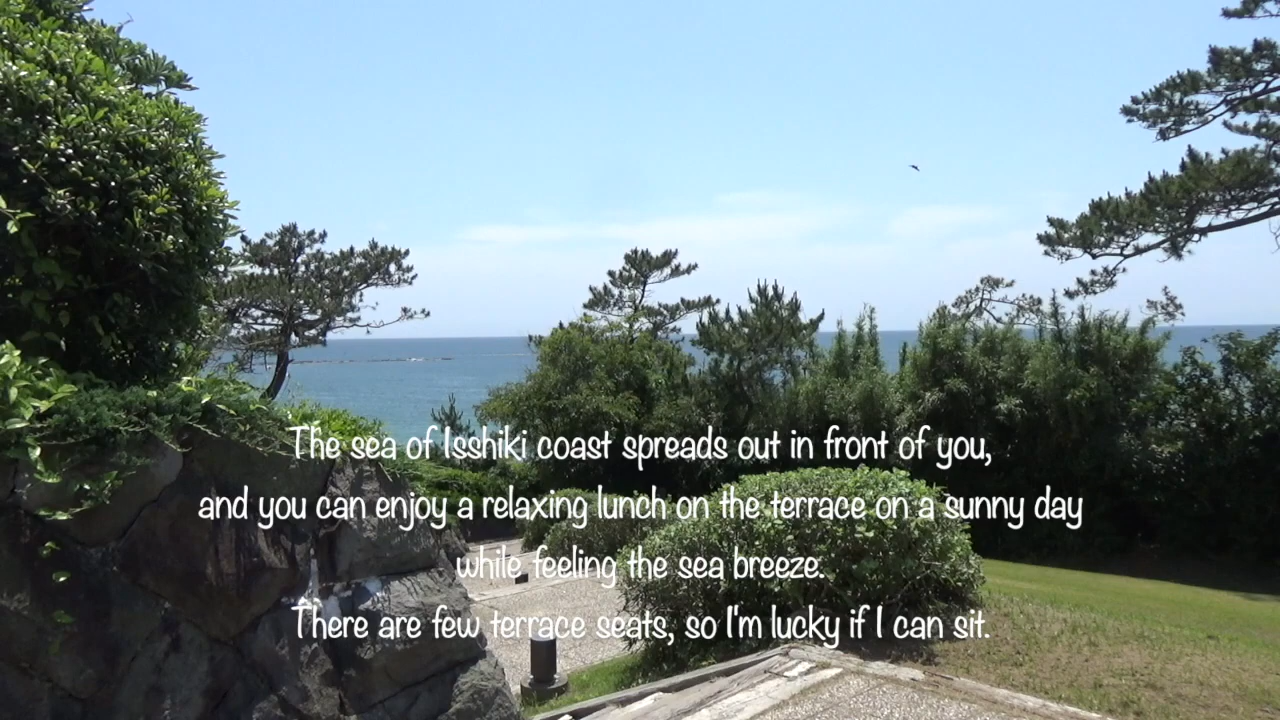 The sea of Isshiki coast spreads out in front of you,
and you can enjoy a relaxing lunch on the terrace on a sunny day
while feeling the sea breeze.
There are few terrace seats, so I'm lucky if I can sit.